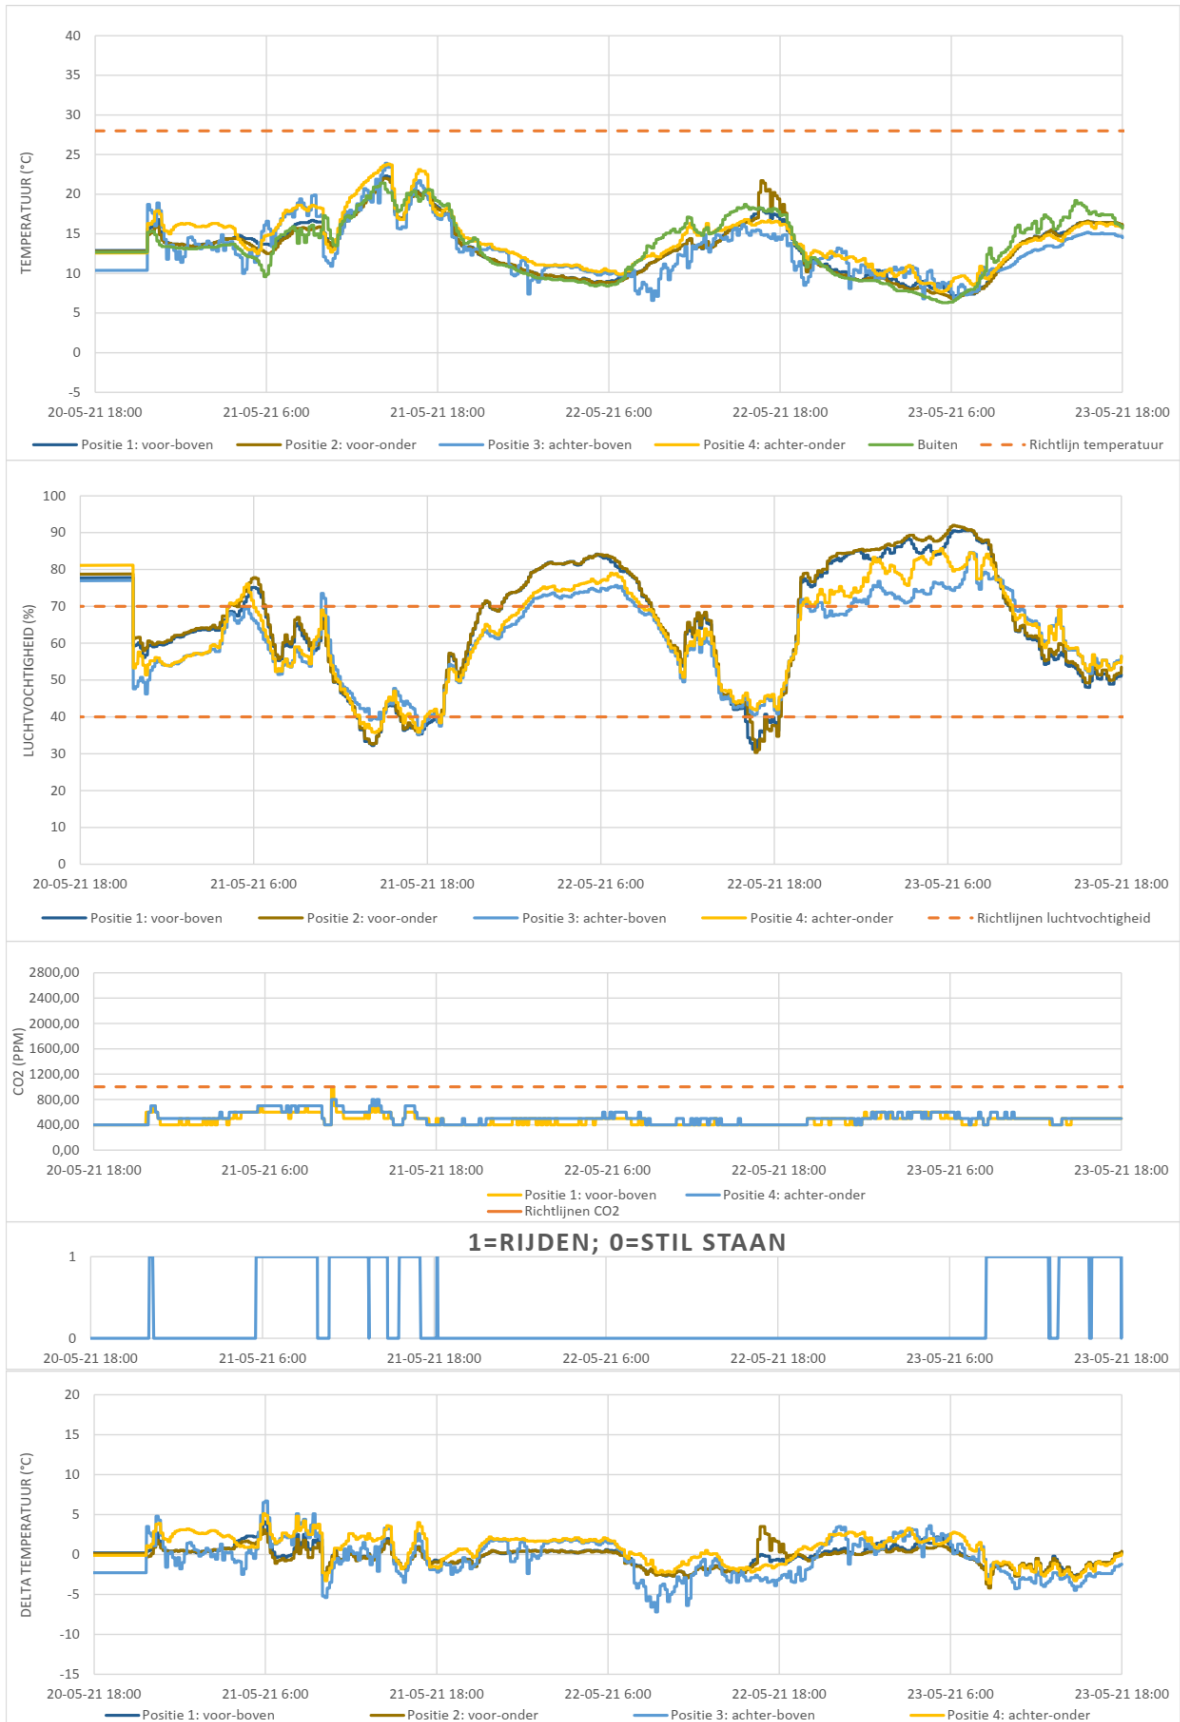 40
35
30
25
20
15
10
5
0
-5
TEMPERATUUR (°C)
20-05-21 18:00 21-05-21 6:00 21-05-21 18:00 22-05-21 6:00 22-05-21 18:00 23-05-21 6:00 23-05-21 18:00
Positie 1: voor-boven Positie 2: voor-onder Positie 3: achter-boven Positie 4: achter-onder Buiten Richtlijn temperatuur
100
90
80
70
60
50
40
30
20
10
0
LUCHTVOCHTIGHEID (%)
20-05-21 18:00 21-05-21 6:00 21-05-21 18:00 22-05-21 6:00 22-05-21 18:00 23-05-21 6:00 23-05-21 18:00
Positie 1: voor-boven Positie 2: voor-onder Positie 3: achter-boven Positie 4: achter-onder Richtlijnen luchtvochtigheid
2800,00
2400,00
2000,00
1600,00
1200,00
800,00
400,00
0,00
CO2 (PPM)
20-05-21 18:00 21-05-21 6:00 21-05-21 18:00 22-05-21 6:00 22-05-21 18:00 23-05-21 6:00 23-05-21 18:00
Positie 1: voor-boven Positie 4: achter-onder
Richtlijnen CO2
1=RIJDEN; 0=STIL STAAN
1
0
20-05-21 18:00 21-05-21 6:00 21-05-21 18:00 22-05-21 6:00 22-05-21 18:00 23-05-21 6:00 23-05-21 18:00
20
15
10
5
0
-5
-10
-15
DELTA TEMPERATUUR (°C)
20-05-21 18:00 21-05-21 6:00 21-05-21 18:00 22-05-21 6:00 22-05-21 18:00 23-05-21 6:00 23-05-21 18:00
Positie 1: voor-boven Positie 2: voor-onder Positie 3: achter-boven Positie 4: achter-onder